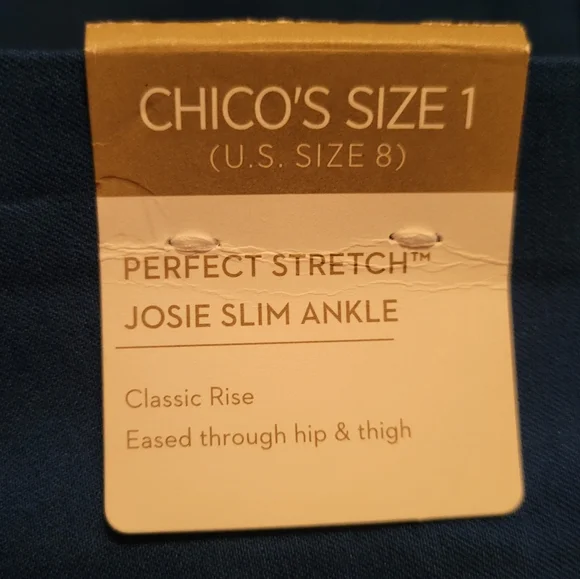 CHICO'S SIZE 1
(U.S. SIZE 8)
PERFECT STRETCH™
JOSIE SLIM ANKLE
Classic Rise
Eased through hip & thigh